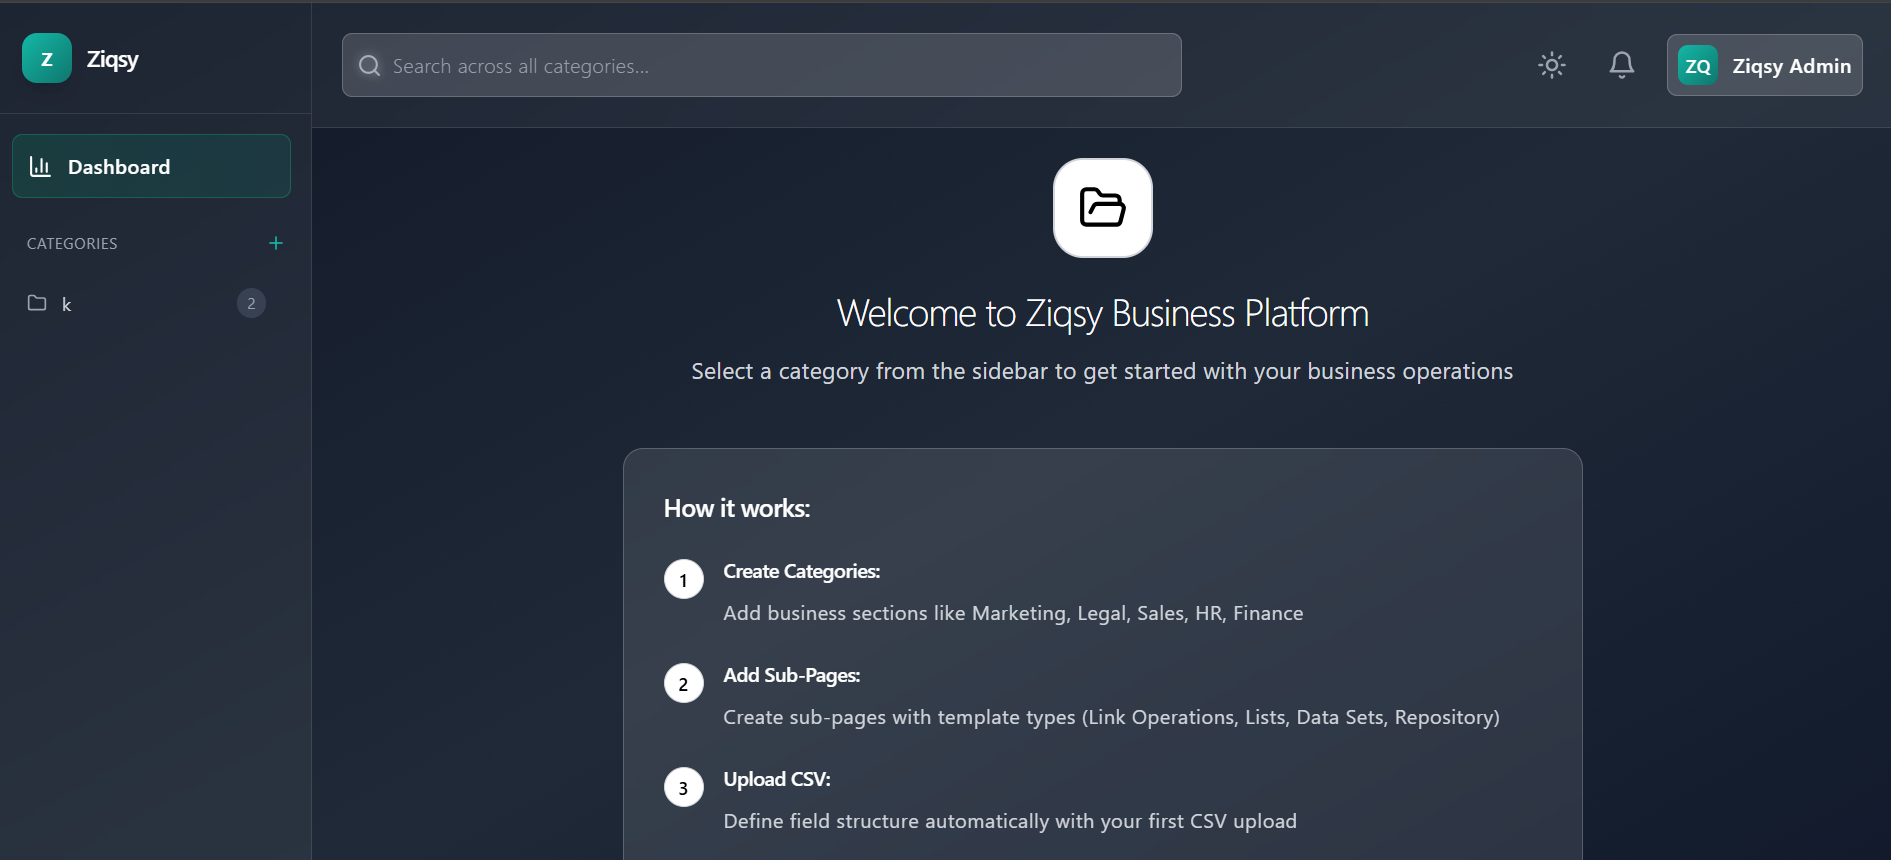 Z
Ziqsy
Search across all categories...
ZQ
Ziqsy Admin
Dashboard
CATEGORIES
+
k
2
Welcome to Ziqsy Business Platform
Select a category from the sidebar to get started with your business operations
How it works:
1
Create Categories:
Add business sections like Marketing, Legal, Sales, HR, Finance
2
Add Sub-Pages:
Create sub-pages with template types (Link Operations, Lists, Data Sets, Repository)
3
Upload CSV:
Define field structure automatically with your first CSV upload